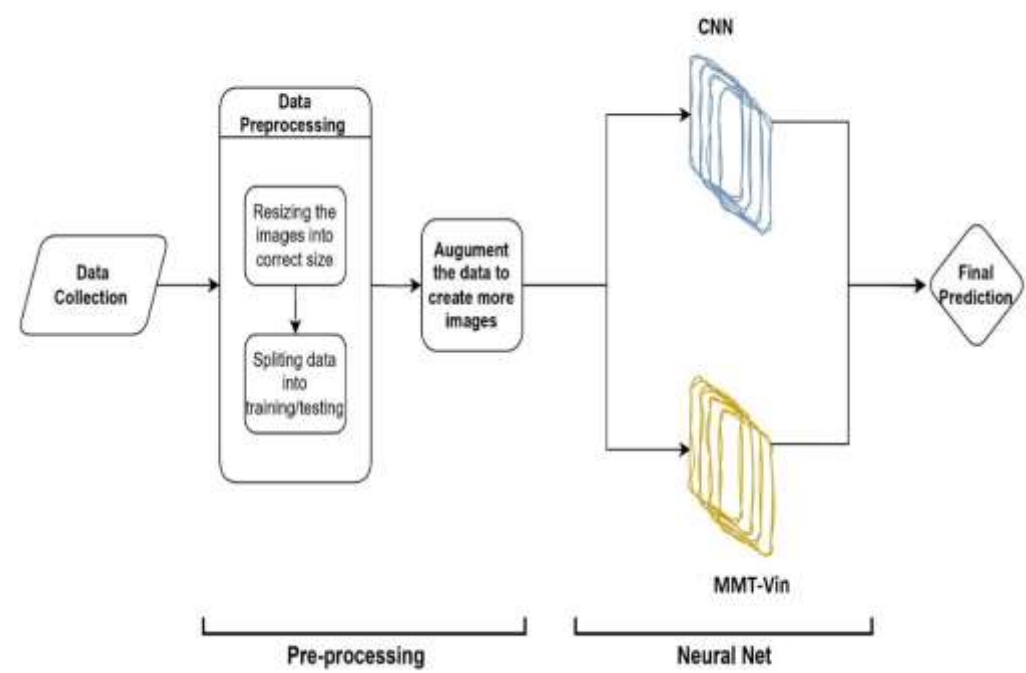 CNN
Data
Preprocessing
Resizing the
images into
correct size
Spliting data
into
training/testing
Data
Collection
Augument
the data to
create more
images
Final
Prediction
MMT-Vin
Pre-processing
Neural Net